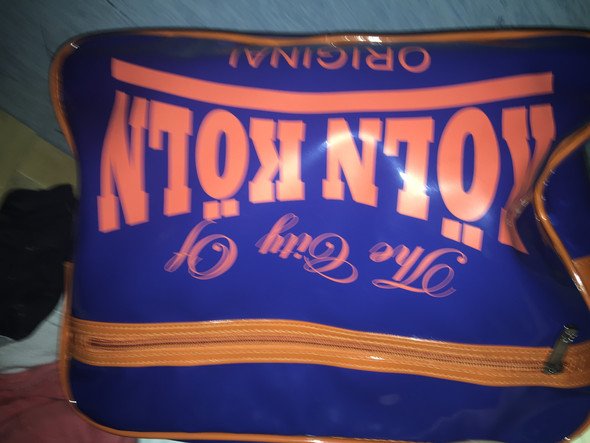 The City Of
KÖLN KÖLN
ORIGINAL